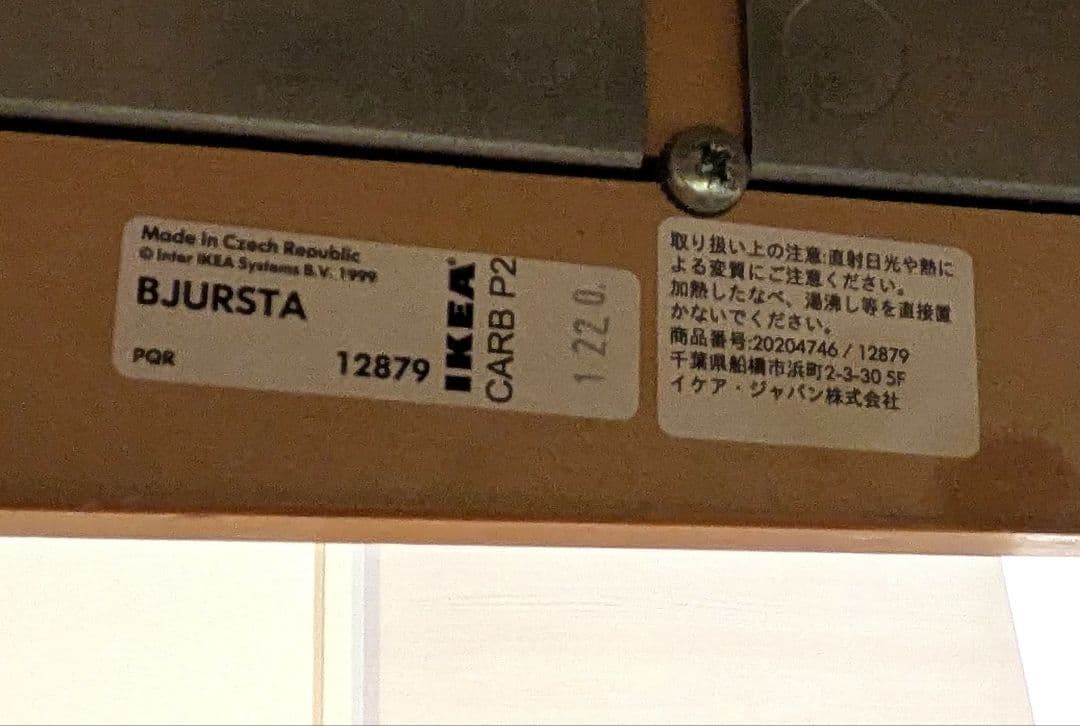 Made in Czech Republic
© Inter IKEA Systems B.V. 1999
BJURSTA
PQR
12879
IKEA®
CARB P2
1220.
取り扱い上の注意:直射日光や熱に
よる変質にご注意ください。
加熱したなべ、湯沸し等を直接置
かないでください。
商品番号:20204746/12879
千葉県船橋市浜町2-3-30 5F
イケア・ジャパン株式会社